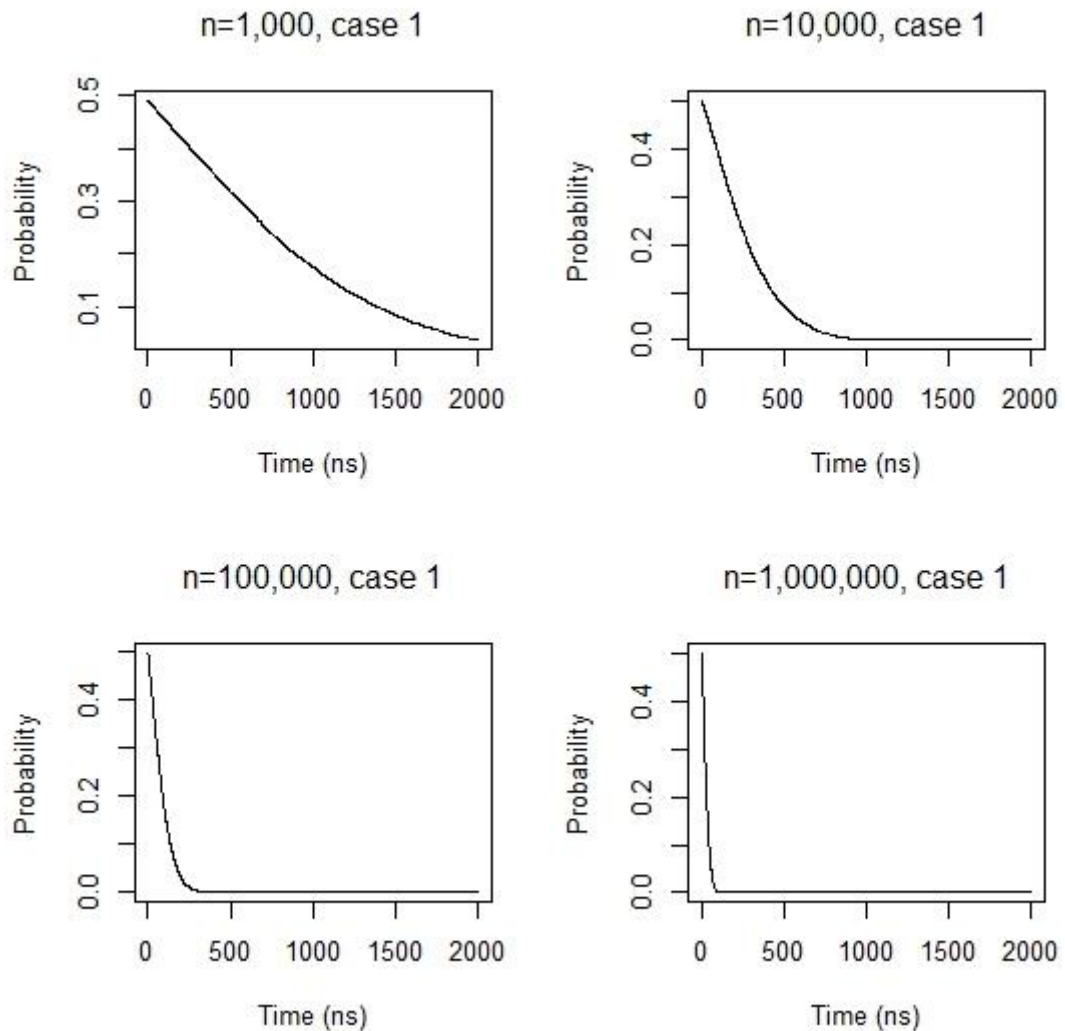 n=1,000, case 1
Probability
0.5
0.3
0.1
0 500 1000 1500 2000
Time (ns)
n=10,000, case 1
Probability
0.4
0.2
0.0
0 500 1000 1500 2000
Time (ns)
n=100,000, case 1
Probability
0.4
0.2
0.0
0 500 1000 1500 2000
Time (ns)
n=1,000,000, case 1
Probability
0.4
0.2
0.0
0 500 1000 1500 2000
Time (ns)